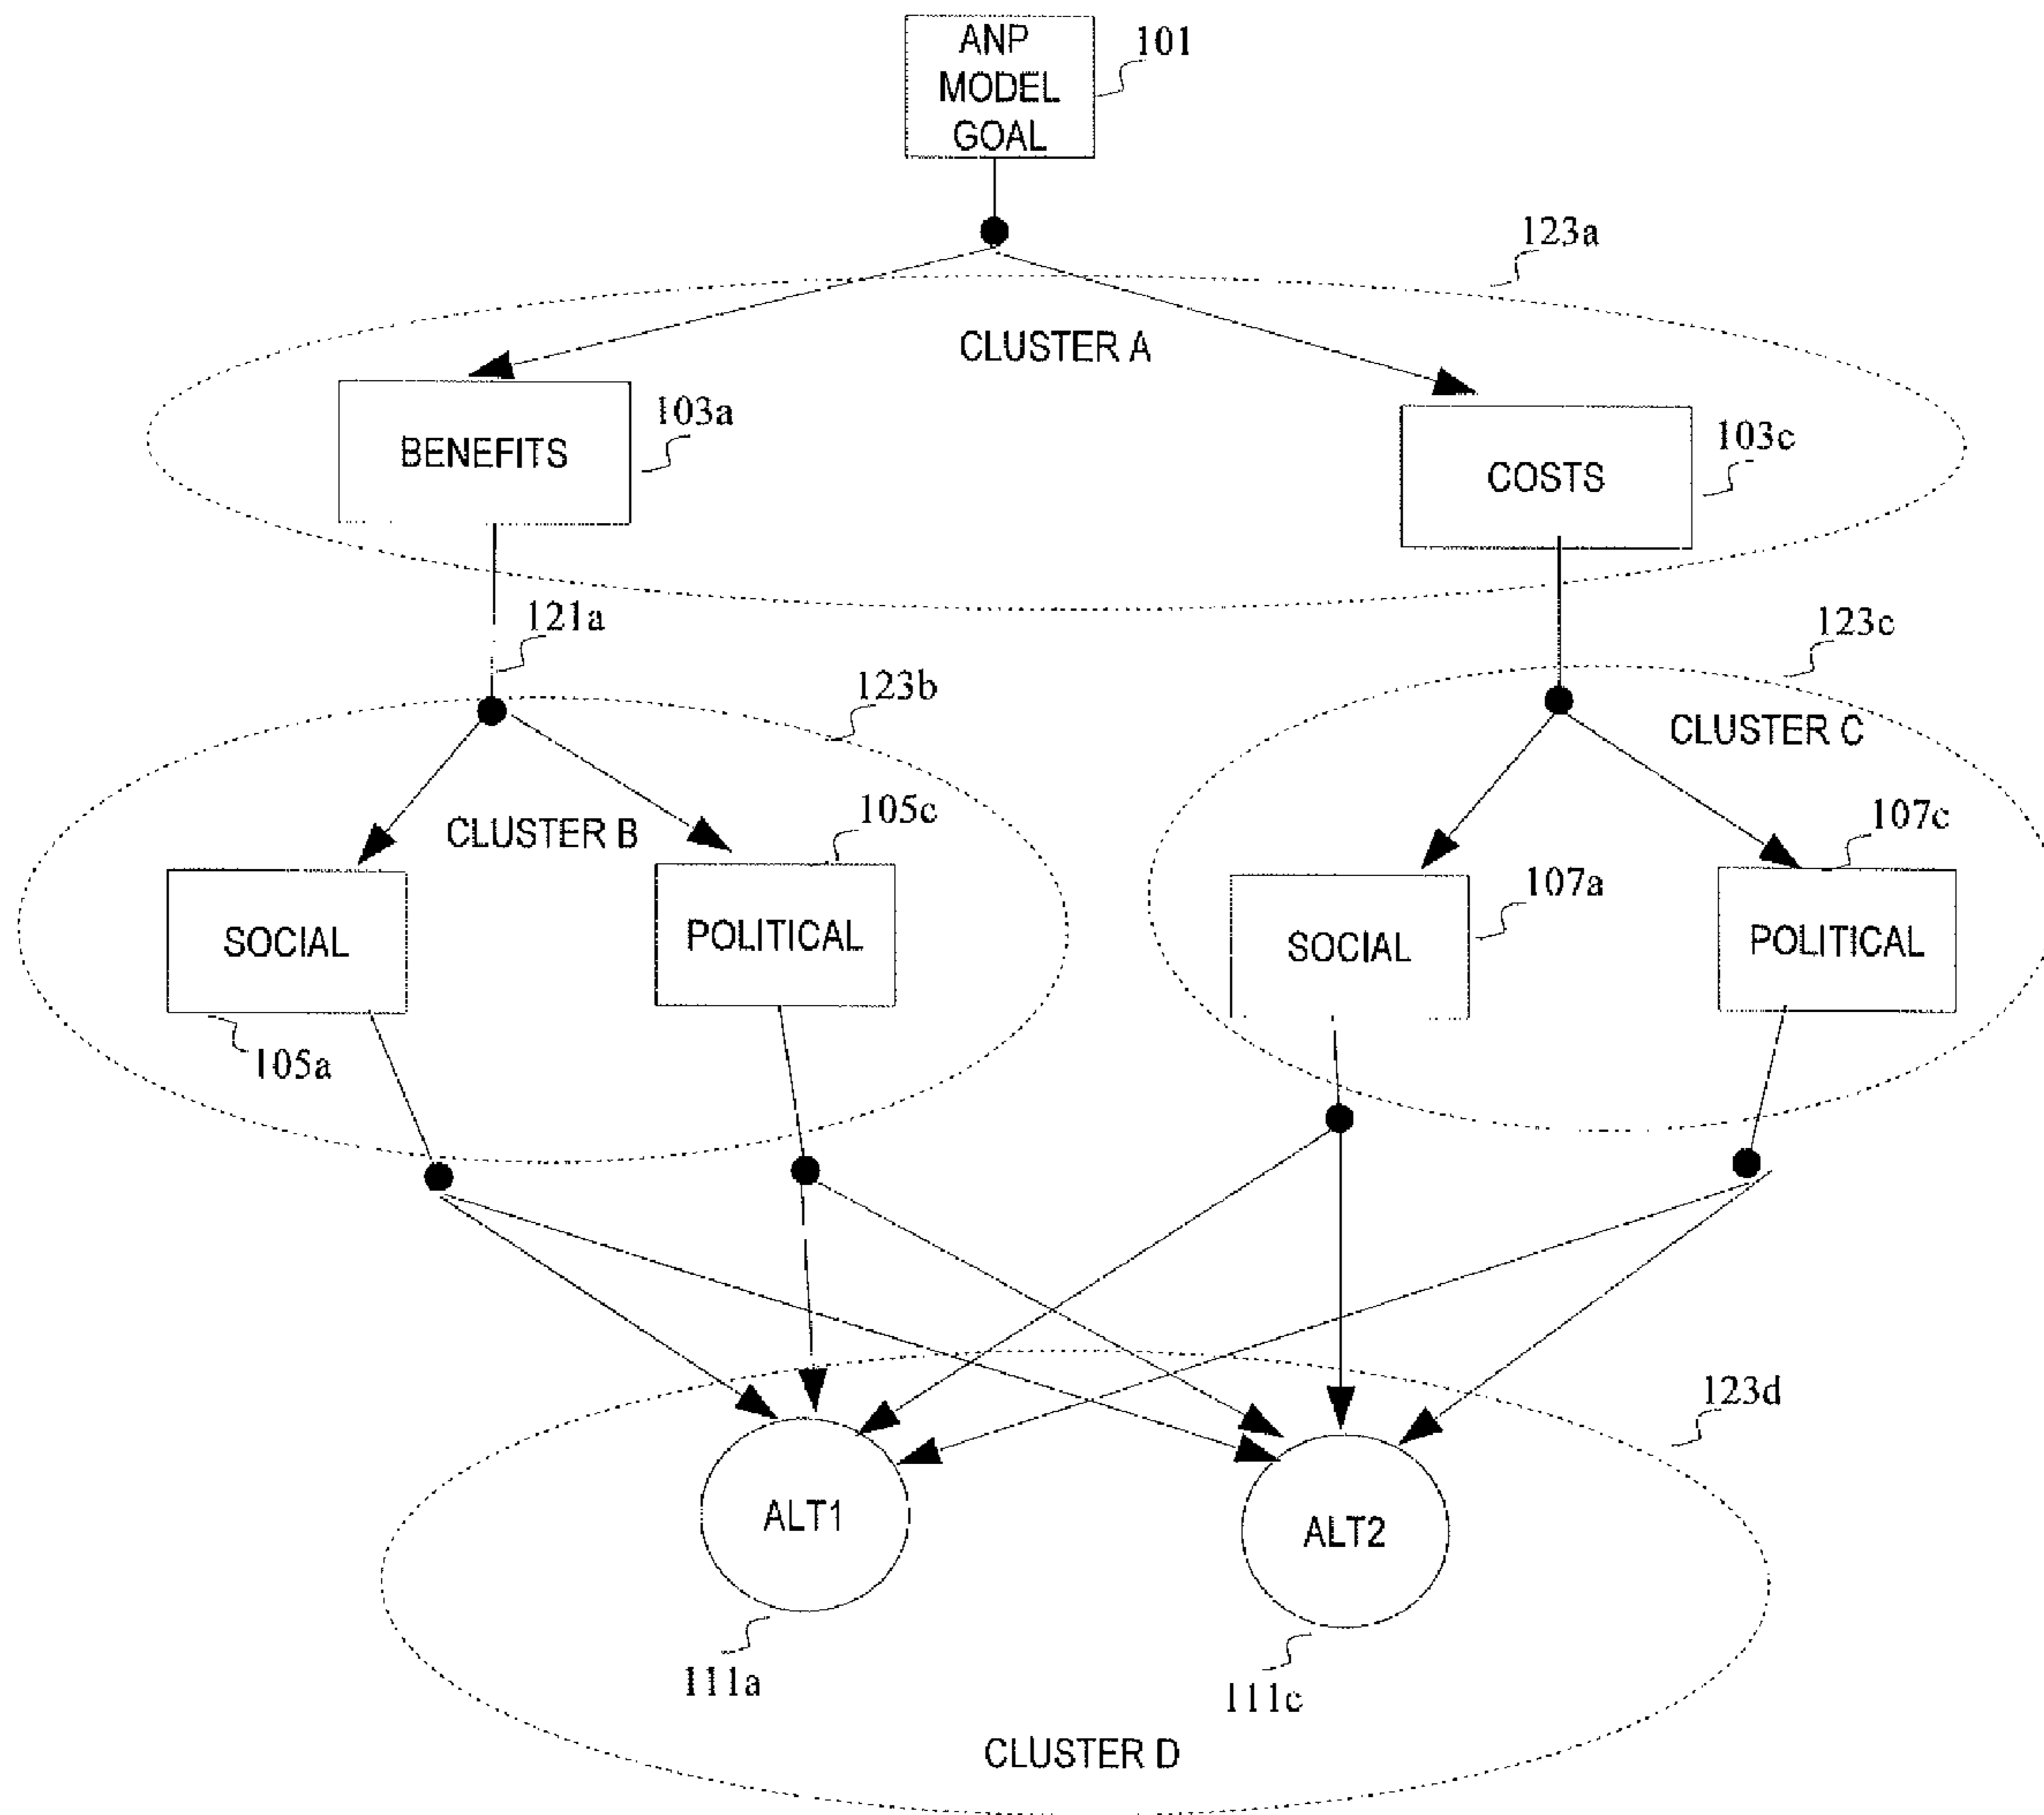 ANP
MODEL
GOAL
101
123a
CLUSTER A
103a
BENEFITS
103c
COSTS
121a
123c
123b
CLUSTER C
105c
107c
CLUSTER B
107a
SOCIAL
POLITICAL
SOCIAL
POLITICAL
105a
123d
ALT1
ALT2
111a
111c
CLUSTER D